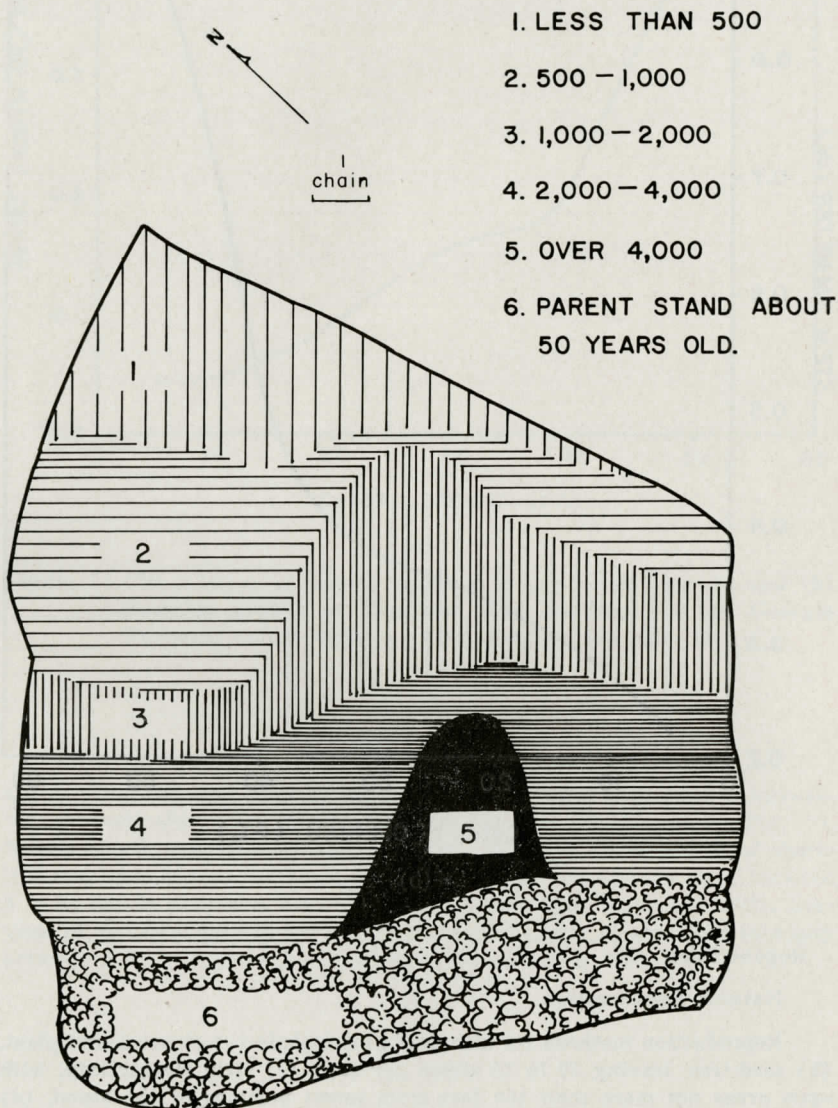 N
1. LESS THAN 500
2. 500 – 1,000
3. 1,000 – 2,000
4. 2,000 – 4,000
5. OVER 4,000
6. PARENT STAND ABOUT
50 YEARS OLD.
1
chain
1
2
3
4
5
6